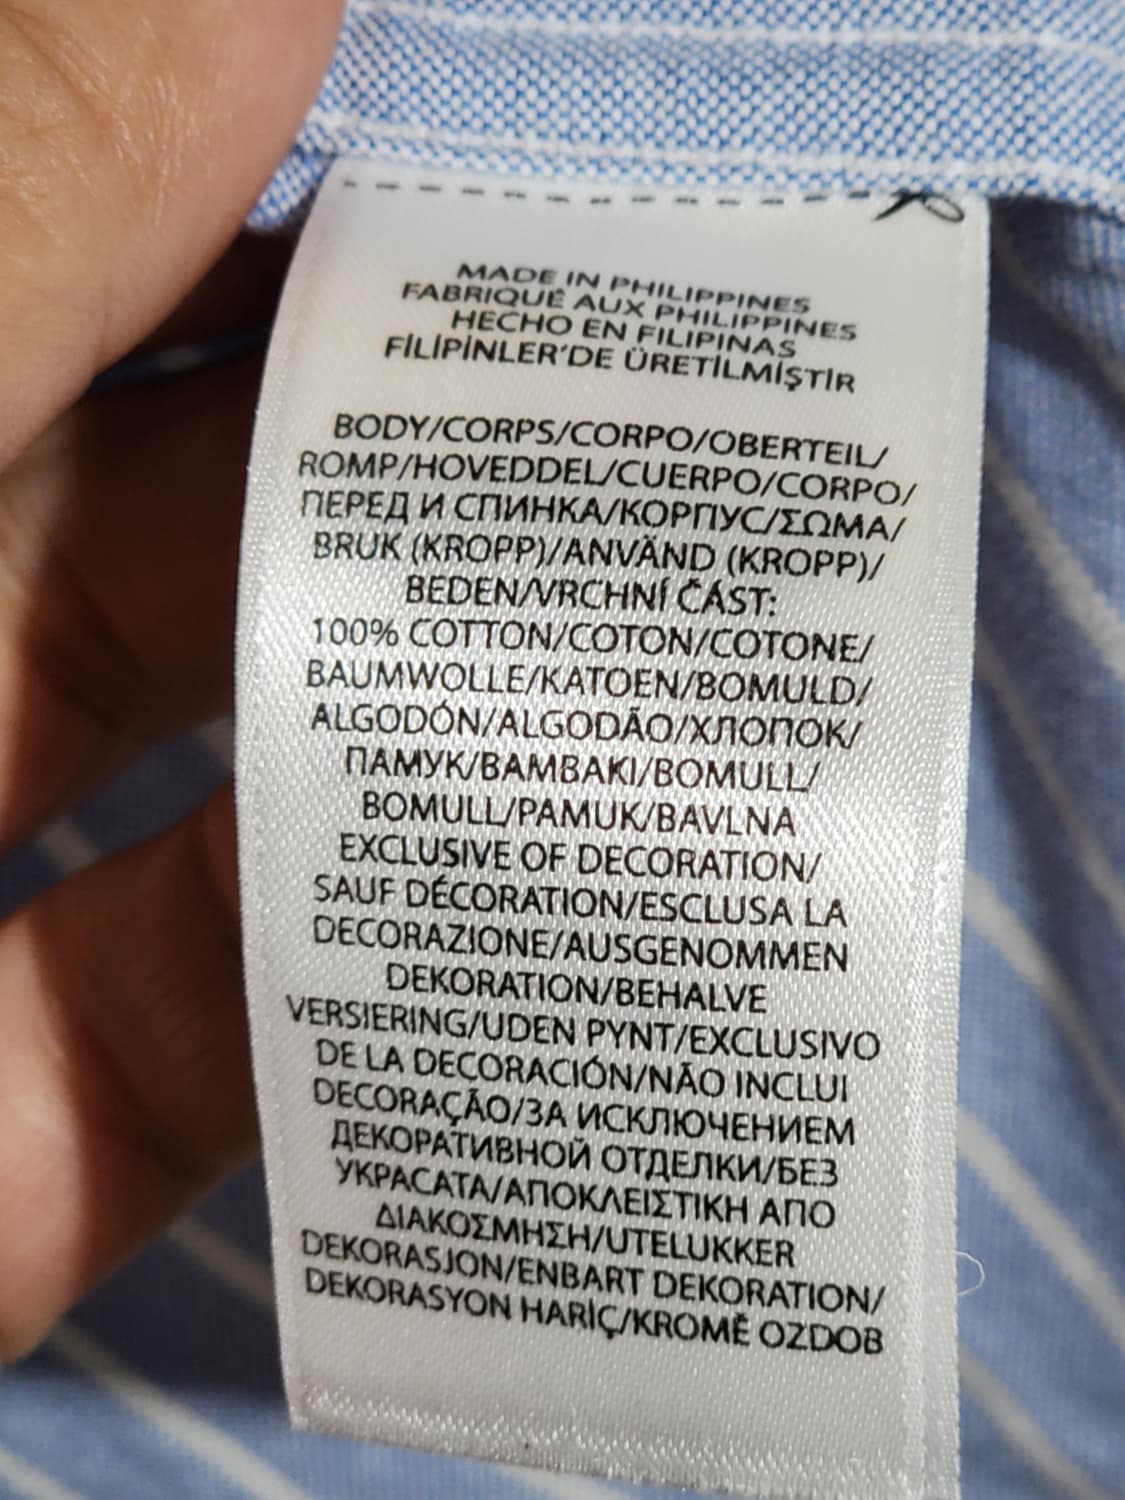 MADE IN PHILIPPINES
FABRIQUÉ AUX PHILIPPINES
HECHO EN FILIPINAS
FİLİPİNLER'DE ÜRETİLMİŞTİR
BODY/CORPS/CORPO/OBERTEIL/
ROMP/HOVEDDEL/CUERPO/CORPO/
ПЕРЕД И СПИНКА/КОРПУС/ΣΩΜΑ/
BRUK (KROPP)/ANVÄND (KROPP)/
BEDEN/VRCHNÍ ČÁST:
100% COTTON/COTON/COTONE/
BAUMWOLLE/KATOEN/BOMULD/
ALGODÓN/ALGODÃO/ХЛОПОК/
ПАМУК/ΒΑΜΒΑΚΙ/BOMULL/
BOMULL/PAMUK/BAVLNA
EXCLUSIVE OF DECORATION/
SAUF DÉCORATION/ESCLUSA LA
DECORAZIONE/AUSGENOMMEN
DEKORATION/BEHALVE
VERSIERING/UDEN PYNT/EXCLUSIVO
DE LA DECORACIÓN/NÃO INCLUI
DECORAÇÃO/ЗА ИСКЛЮЧЕНИЕМ
ДЕКОРАТИВНОЙ ОТДЕЛКИ/БЕЗ
УКРАСАТА/ΑΠΟΚΛΕΙΣΤΙΚΗ ΑΠΟ
ΔΙΑΚΟΣΜΗΣΗ/UTELUKKER
DEKORASJON/ENBART DEKORATION/
DEKORASYON HARİÇ/KROMĚ OZDOB